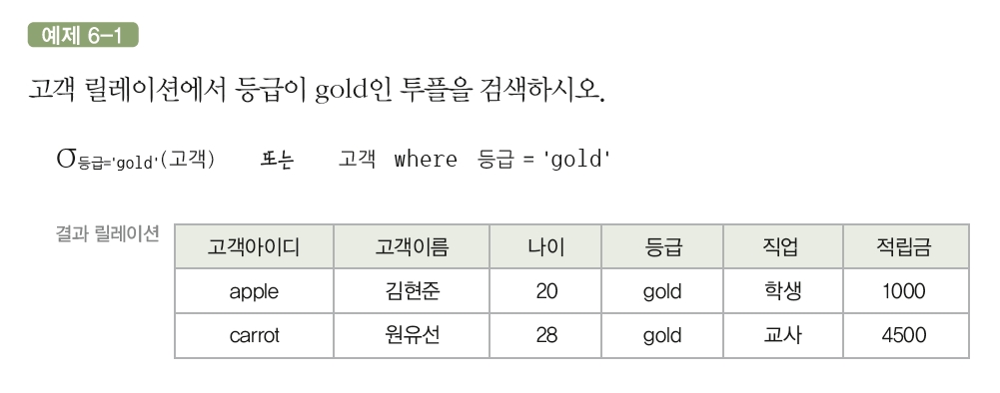 예제 6-1
고객 릴레이션에서 등급이 gold인 투플을 검색하시오.
σ등급='gold'(고객) 또는 고객 where 등급 = 'gold'
결과 릴레이션
고객아이디 고객이름 나이 등급 직업 적립금
apple 김현준 20 gold 학생 1000
carrot 원유선 28 gold 교사 4500